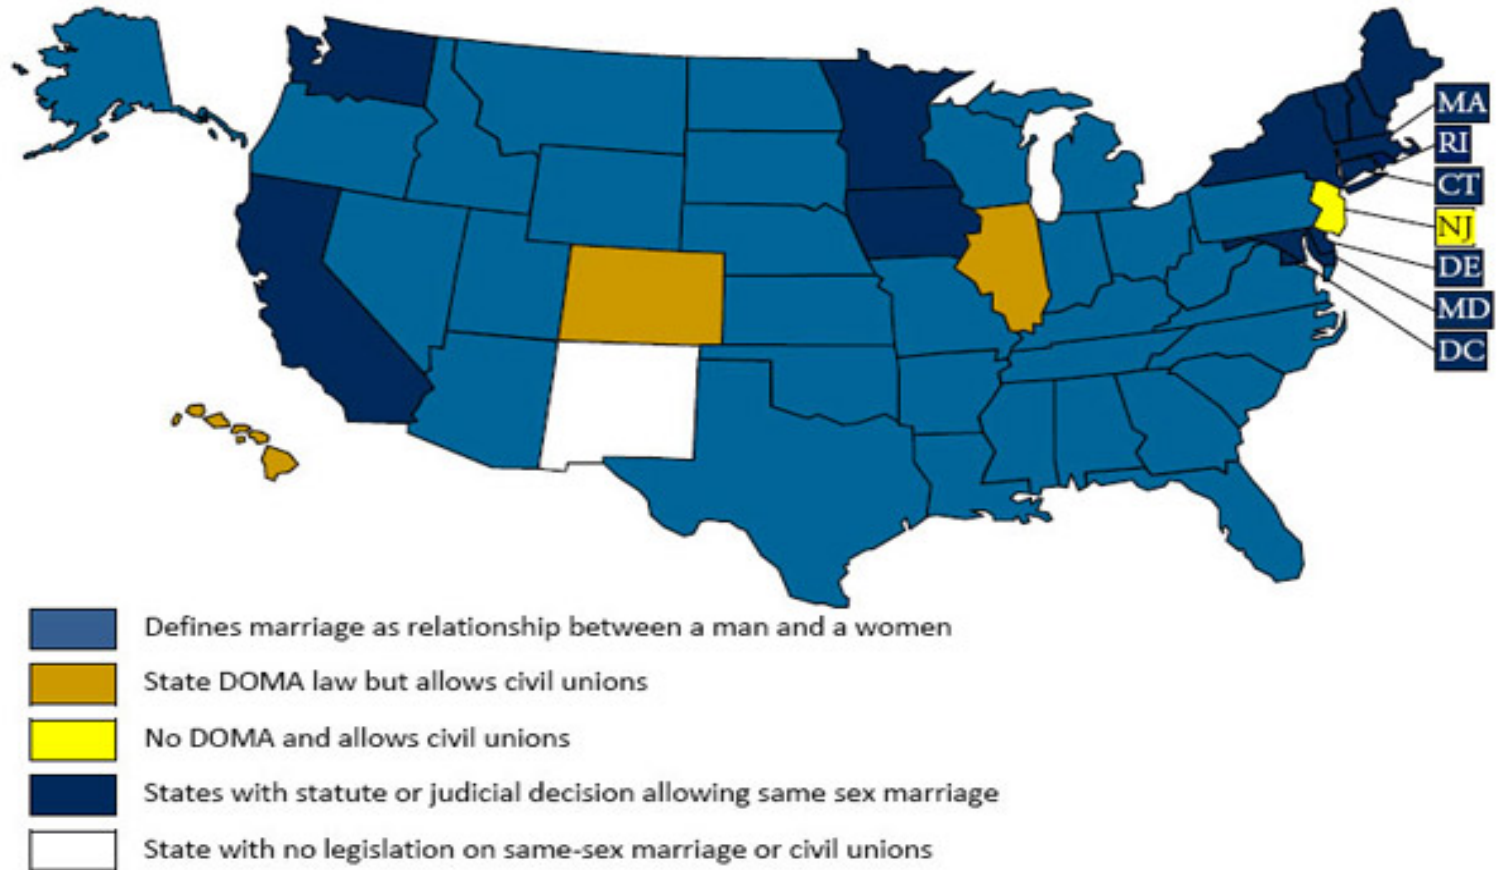 MA
RI
CT
NJ
DE
MD
DC
Defines marriage as relationship between a man and a women
State DOMA law but allows civil unions
No DOMA and allows civil unions
States with statute or judicial decision allowing same sex marriage
State with no legislation on same-sex marriage or civil unions